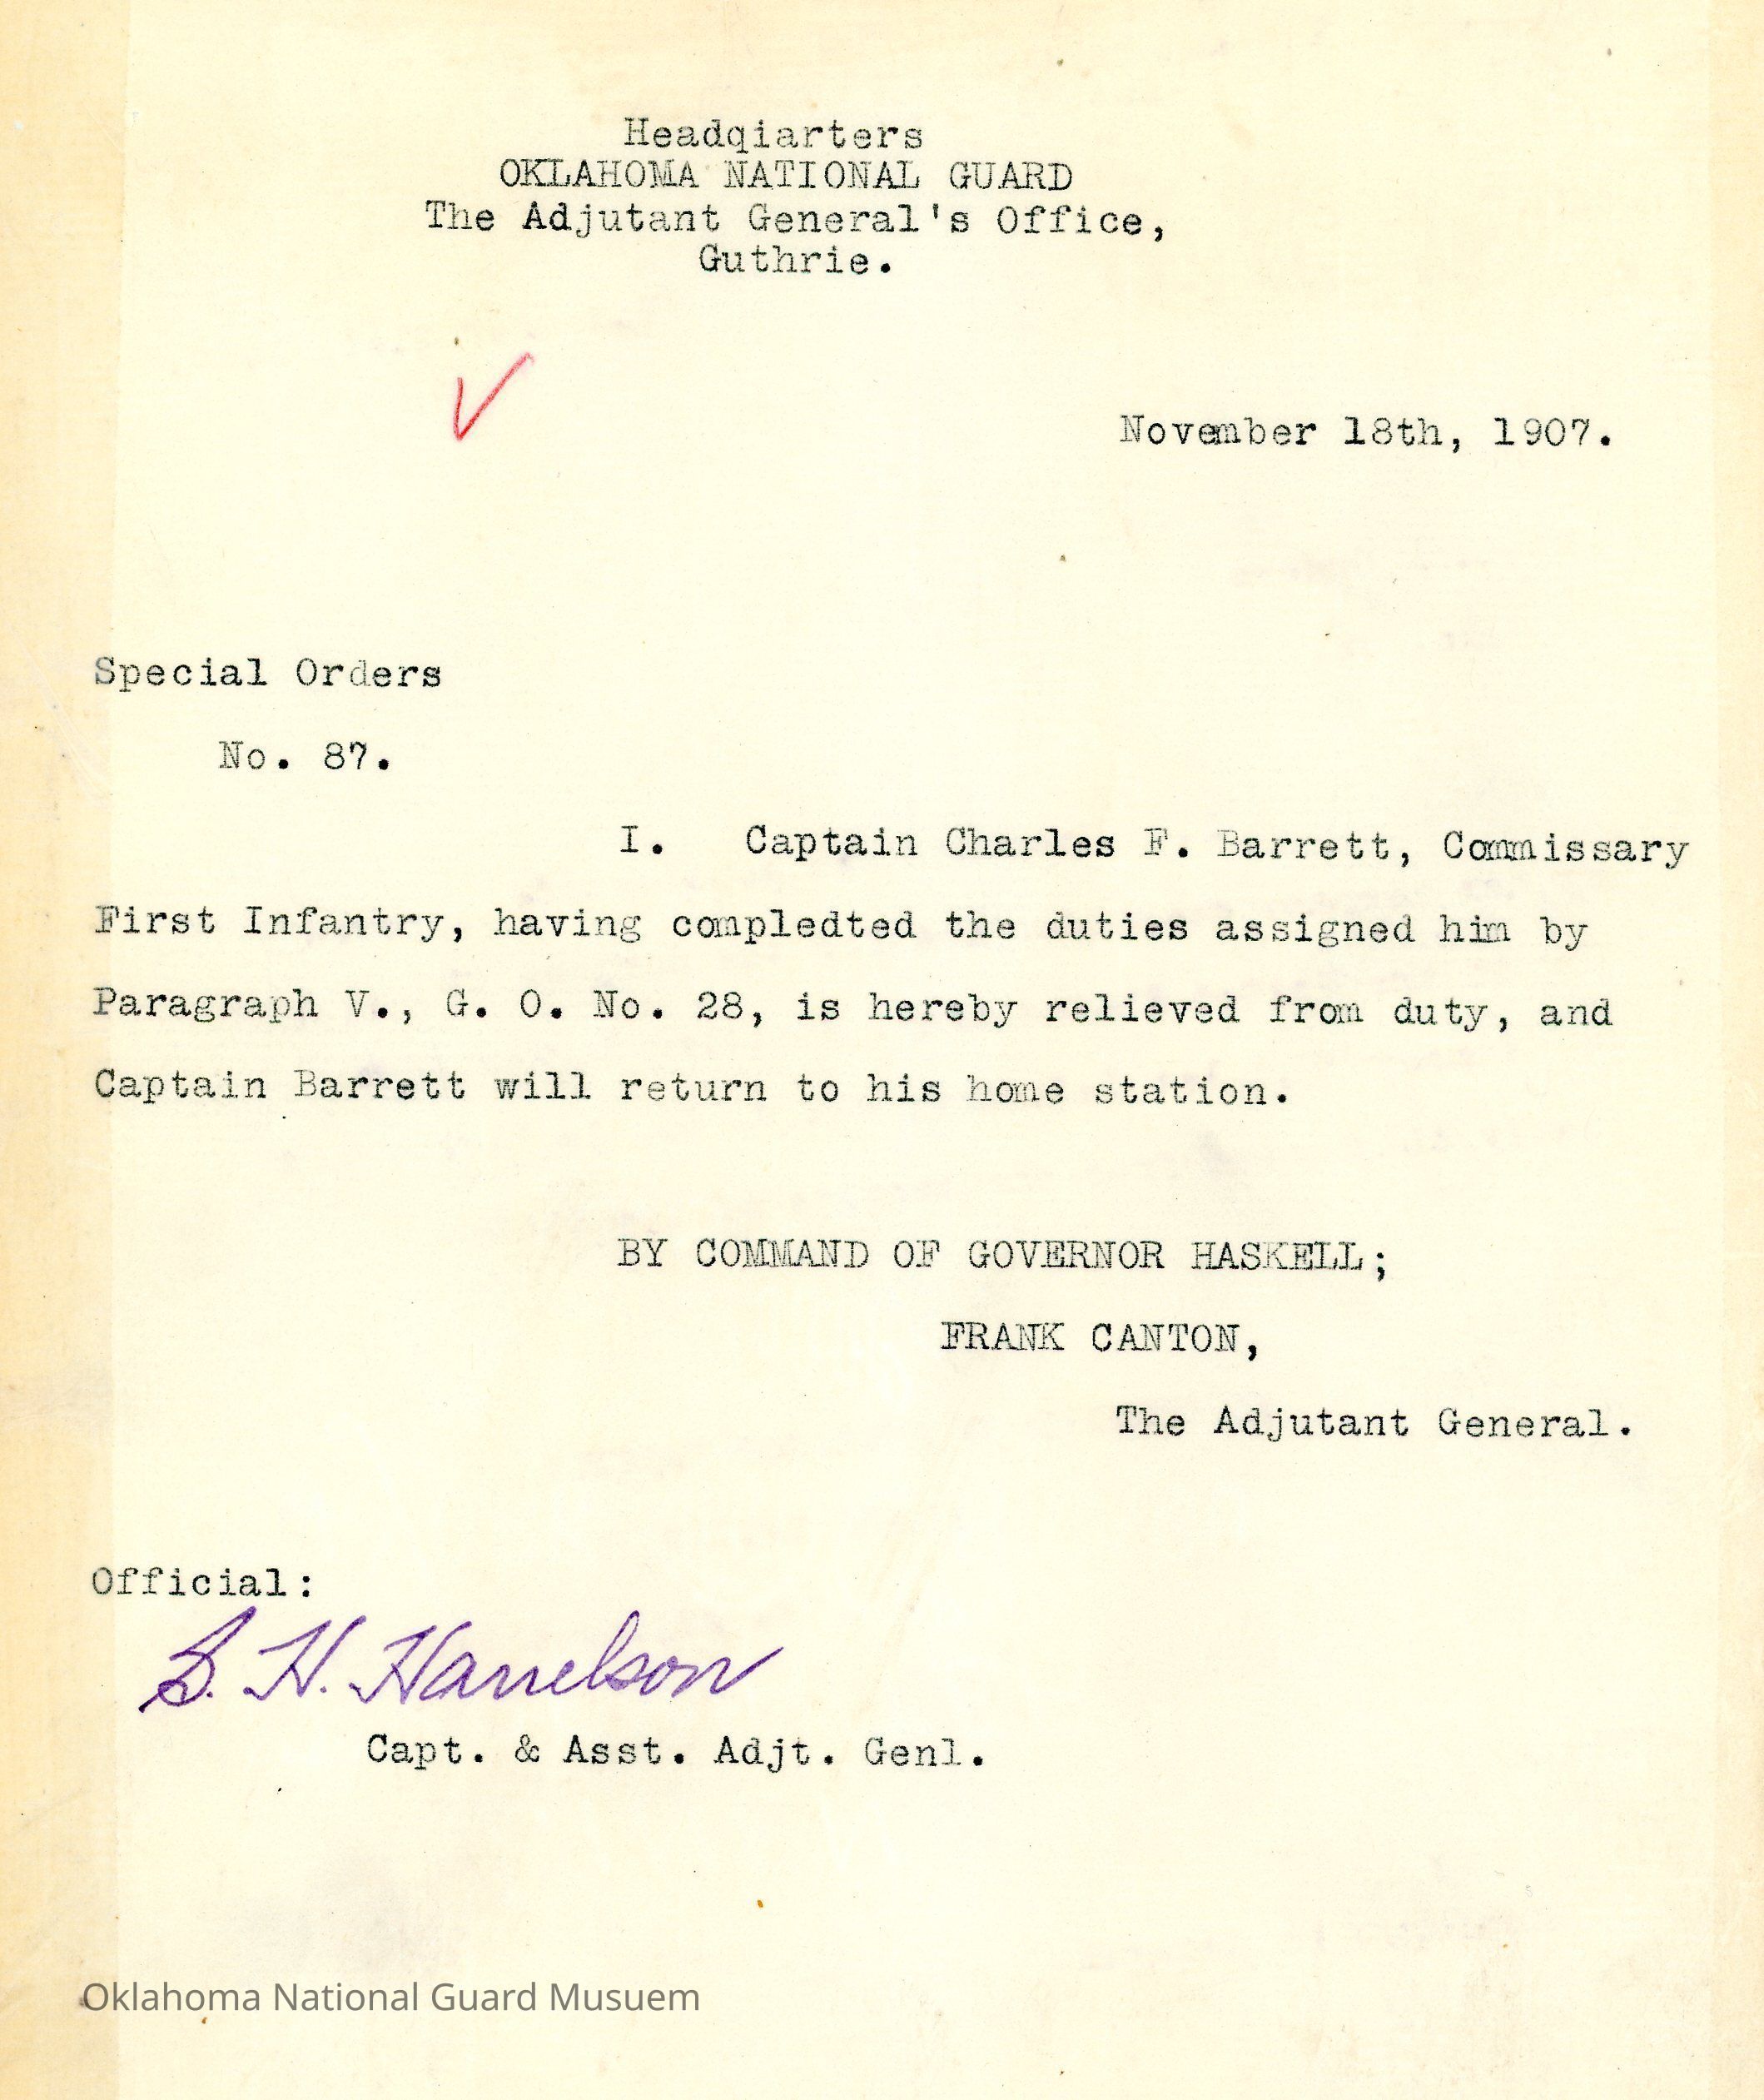 Headqiarters
OKLAHOMA NATIONAL GUARD
The Adjutant General's Office,
Guthrie.
November 18th, 1907.
Special Orders
No. 87.
I. Captain Charles F. Barrett, Commissary
First Infantry, having compledted the duties assigned him by
Paragraph V., G. O. No. 28, is hereby relieved from duty, and
Captain Barrett will return to his home station.
BY COMMAND OF GOVERNOR HASKELL;
FRANK CANTON,
The Adjutant General.
Official:
S. H. Harrelson
Capt. & Asst. Adjt. Genl.
Oklahoma National Guard Musuem